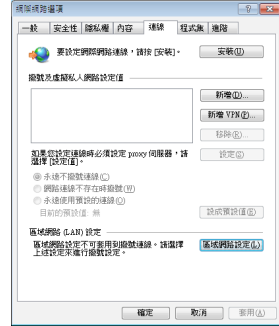 網際網路選項
一般 安全性 隱私權 內容 連線 程式集 進階
要設定網際網路連線，請按 [安裝]。 安裝(U)
撥號及虛擬私人網路設定值
新增(D)...
新增 VPN(P)...
移除(R)...
如果您設定連線時必須設定 proxy 伺服器，請 設定(S)
選擇 [設定值]。
永遠不撥號連線(C)
網路連線不存在時撥號(W)
永遠使用預設的連線(O)
目前的預設值: 無 設成預設值(E)
區域網路 (LAN) 設定
區域網路設定不可套用到撥號連線。請選擇 區域網路設定(L)
上述設定來進行撥號設定。
確定 取消 套用(A)